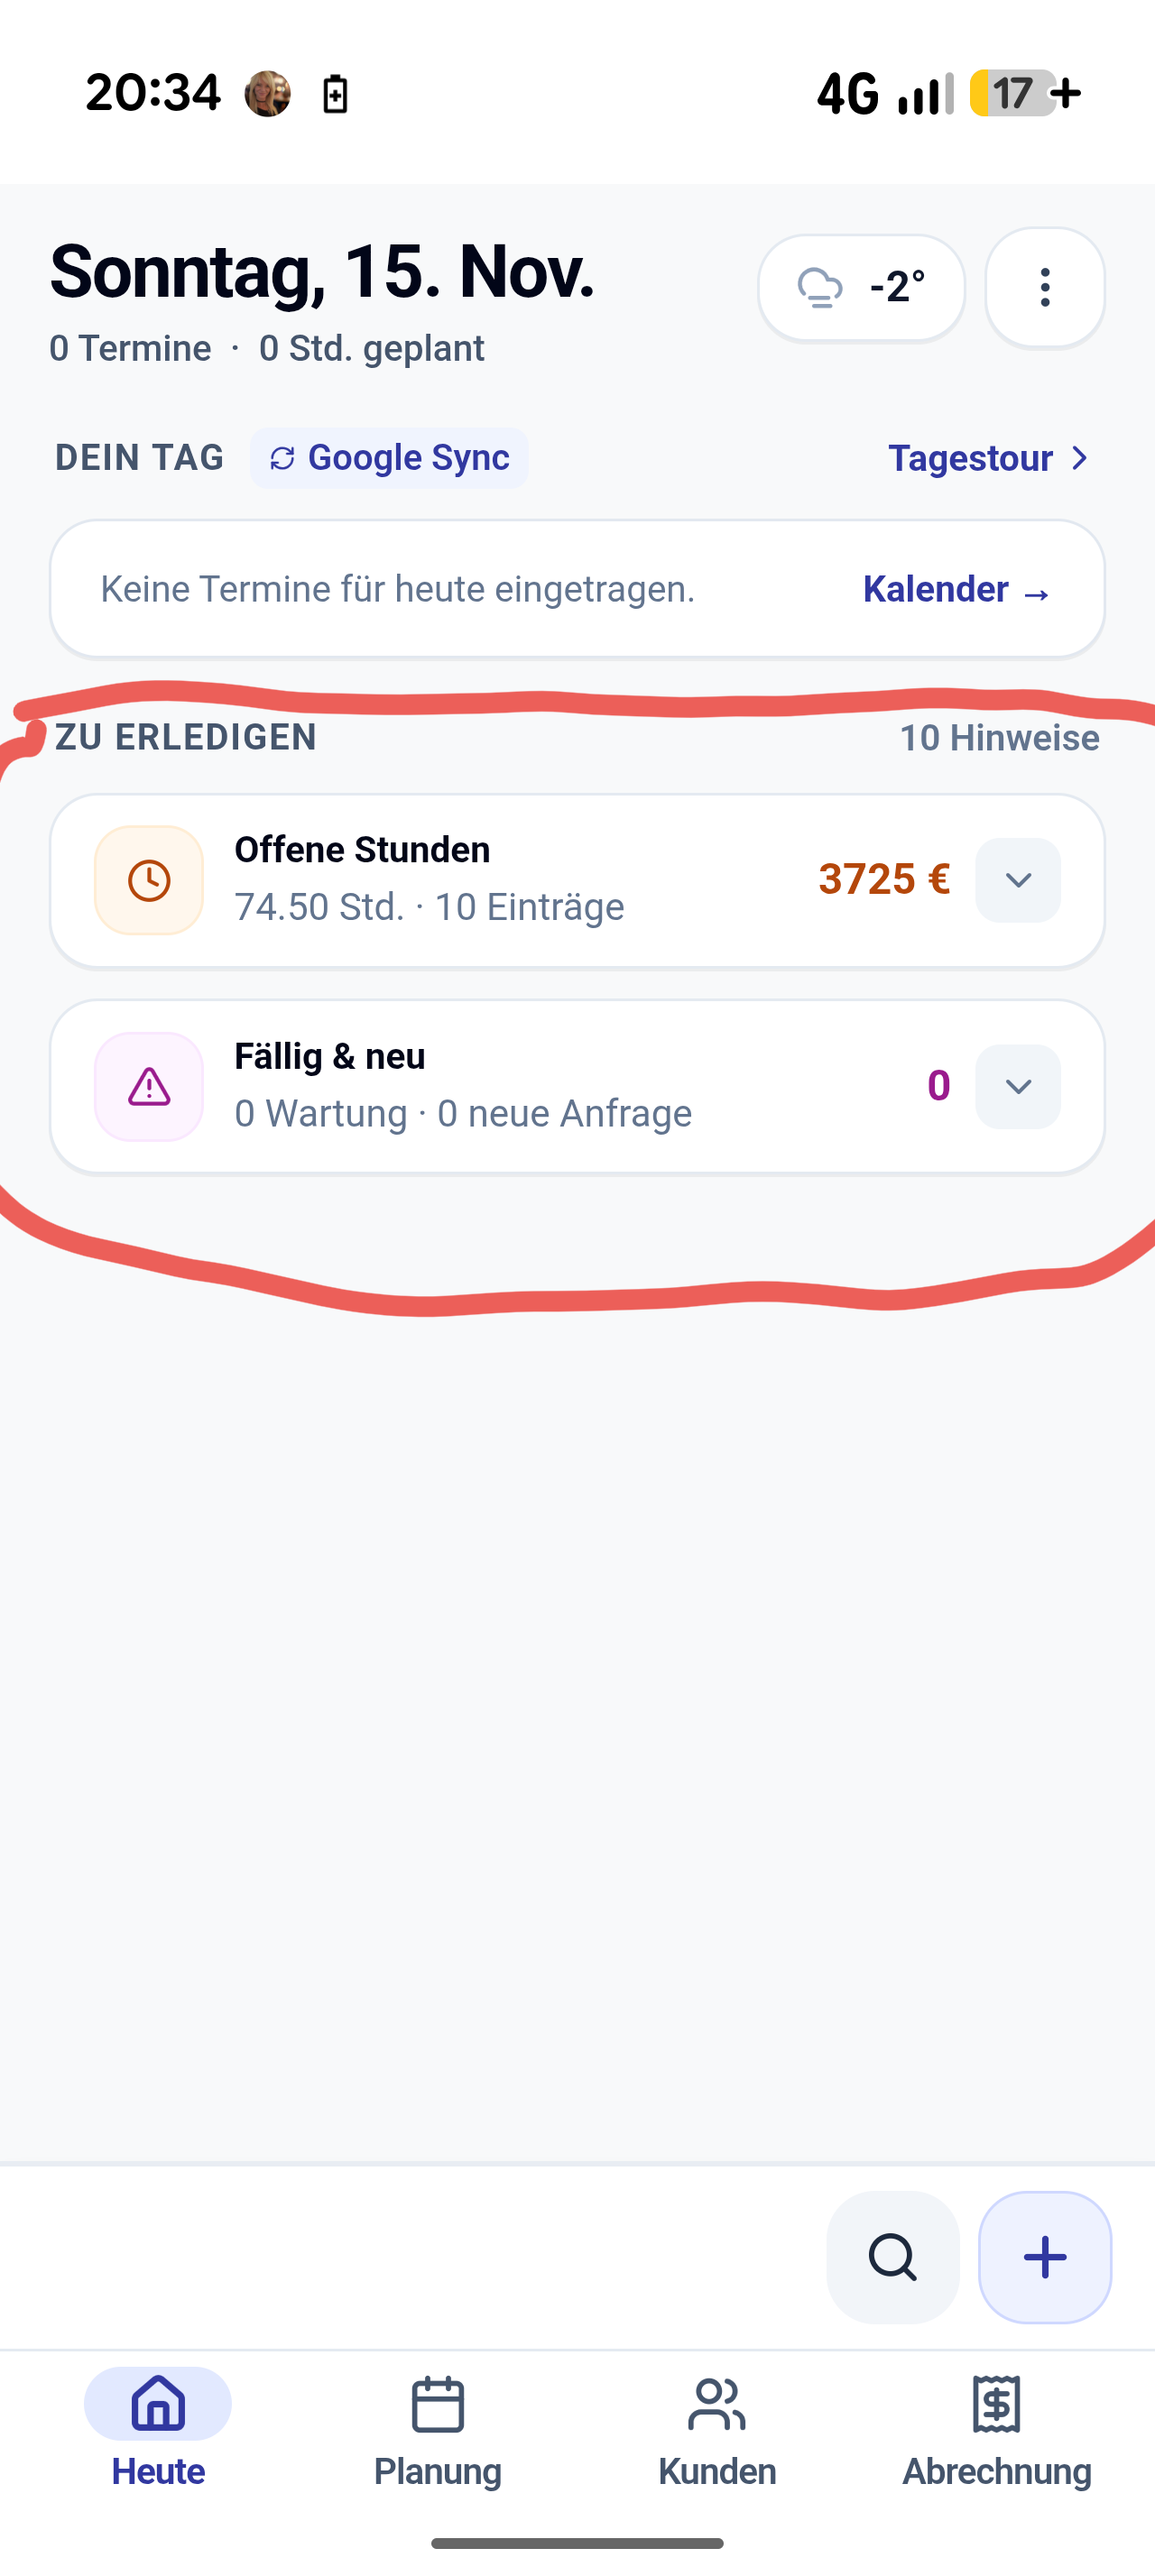 20:34
4G 17
Sonntag, 15. Nov.
-2°
0 Termine · 0 Std. geplant
DEIN TAG Google Sync Tagestour
Keine Termine für heute eingetragen. Kalender →
ZU ERLEDIGEN 10 Hinweise
Offene Stunden
74.50 Std. · 10 Einträge
3725 €
Fällig & neu
0 Wartung · 0 neue Anfrage
0
Heute Planung Kunden Abrechnung